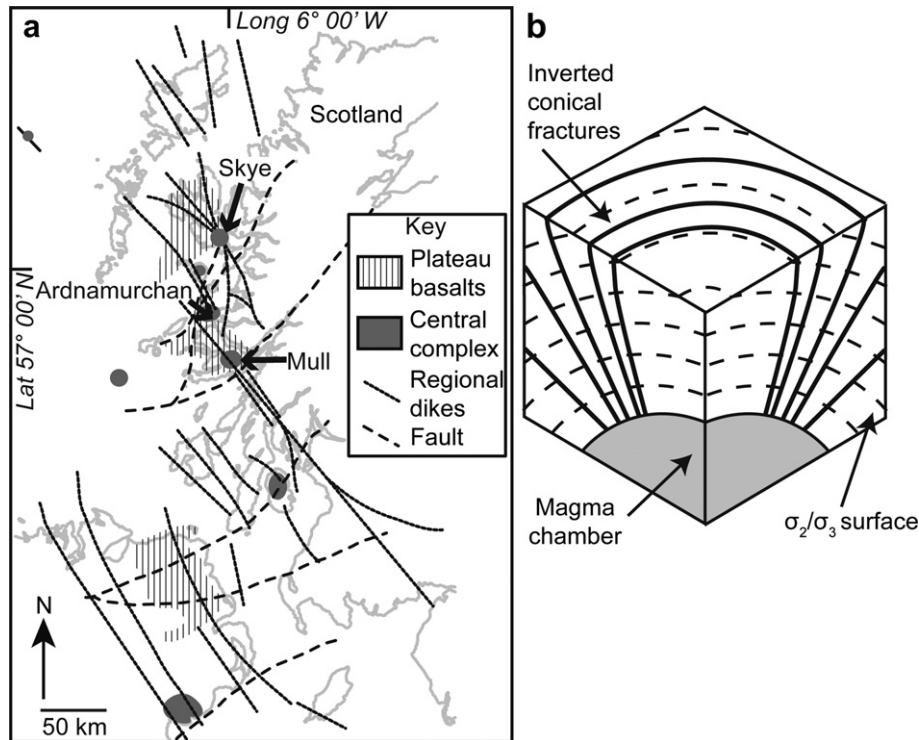 a
Long 6° 00’ W
Scotland
Skye
Lat 57° 00’ N
Ardnamurchan
Mull
Key
Plateau
basalts
Central
complex
Regional
dikes
Fault
N
50 km
b
Inverted
conical
fractures
Magma
chamber
σ₂/σ₃ surface